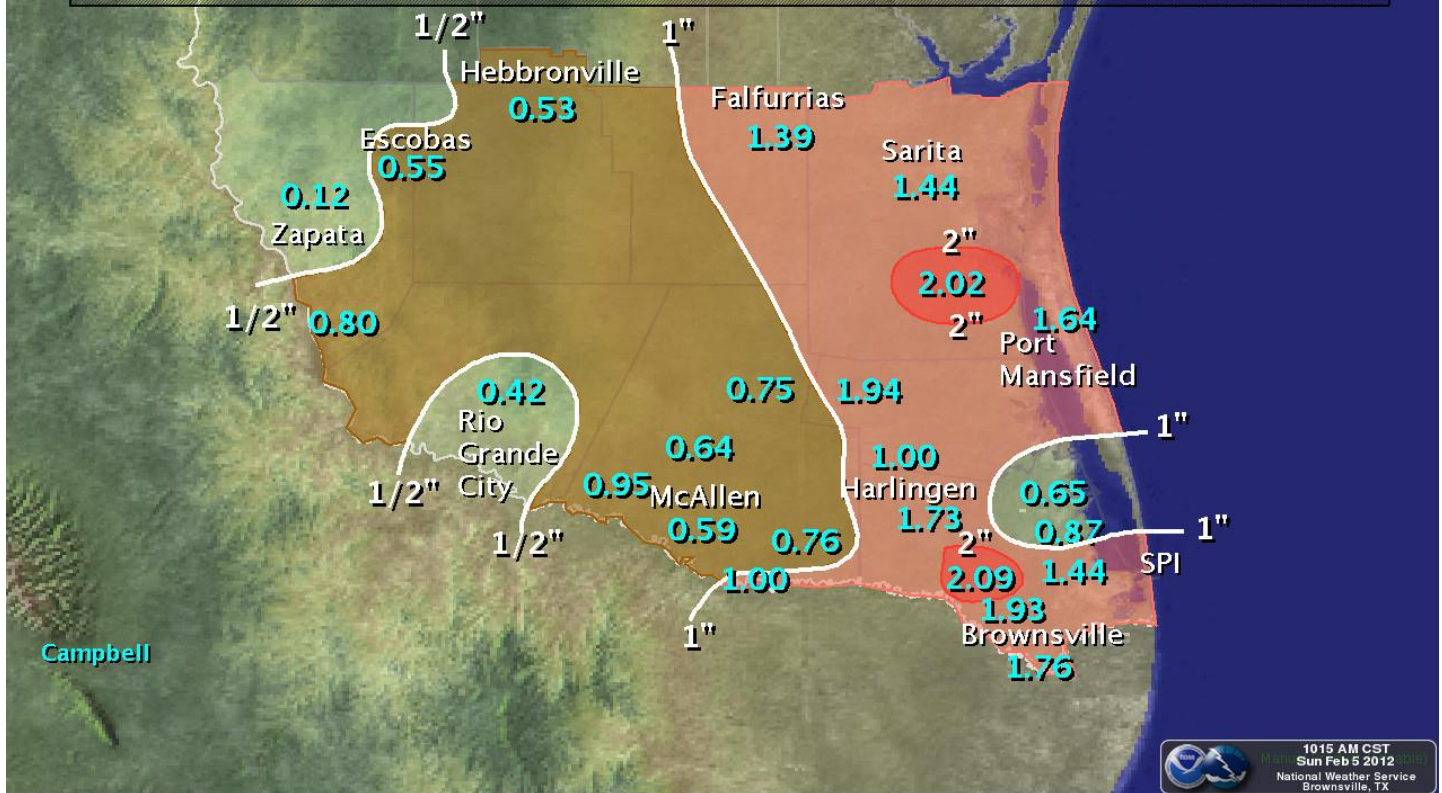 1/2"
1"
Hebbronville
0.53
Falfurrias
1.39
Escobas
0.55
Sarita
1.44
0.12
Zapata
2"
2.02
2"
1/2"
0.80
1.64
Port
Mansfield
0.42
Rio
Grande
City
0.75
1.94
1"
0.64
1.00
1/2"
0.95
McAllen
Harlingen
0.65
0.59
1.73
0.87
1"
1/2"
0.76
2"
SPI
1.00
2.09
1.44
1.93
1"
Brownsville
1.76
Campbell
1015 AM CST
Sun Feb 5 2012
National Weather Service
Brownsville, TX